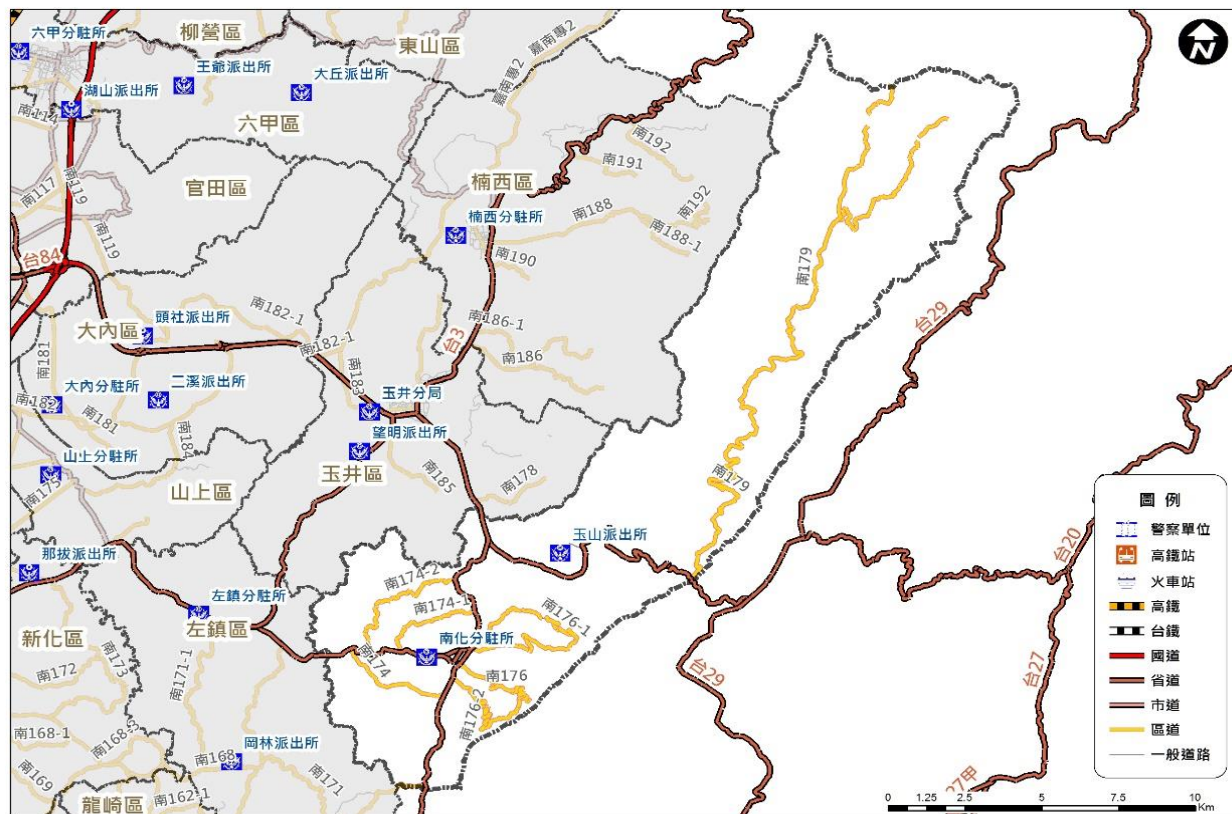 六甲分駐所
柳營區
東山區
嘉南專2
王爺派出所
大丘派出所
湖山派出所
南114
六甲區
嘉南專2
南192
南191
官田區
楠西區
南117
南119
南119
楠西分駐所
南188
南192
南188-1
南190
台84
南179
南182-1
頭社派出所
大內區
南182-1
台3
南186-1
南186
台29
南181
南183
大內分駐所
二溪派出所
玉井分局
南181
南184
望明派出所
山上分駐所
山上區
玉井區
南185
南178
南179
那拔派出所
玉山派出所
台20
南174-2
左鎮分駐所
左鎮區
南174-1
南176-1
新化區
南172
南173
南171-1
南174
南化分駐所
南176
南176-2
台29
台27
南168-1
南168-3
南168
岡林派出所
南169
南171
南162-1
龍崎區
圖 例
警察單位
高鐵站
火車站
高鐵
台鐵
國道
省道
市道
區道
一般道路
0 1.25 2.5 5 7.5 10
Km
N